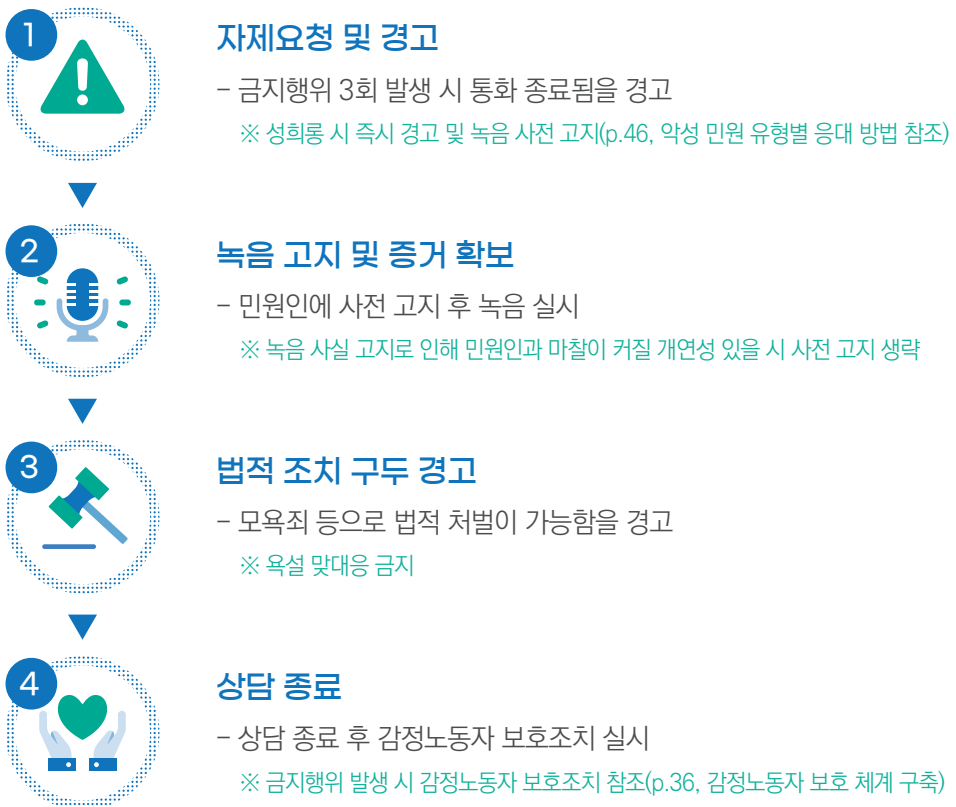 1
자제요청 및 경고
- 금지행위 3회 발생 시 통화 종료됨을 경고
※ 성희롱 시 즉시 경고 및 녹음 사전 고지(p.46, 악성 민원 유형별 응대 방법 참조)
2
녹음 고지 및 증거 확보
- 민원인에 사전 고지 후 녹음 실시
※ 녹음 사실 고지로 인해 민원인과 마찰이 커질 개연성 있을 시 사전 고지 생략
3
법적 조치 구두 경고
- 모욕죄 등으로 법적 처벌이 가능함을 경고
※ 욕설 맞대응 금지
4
상담 종료
- 상담 종료 후 감정노동자 보호조치 실시
※ 금지행위 발생 시 감정노동자 보호조치 참조(p.36, 감정노동자 보호 체계 구축)